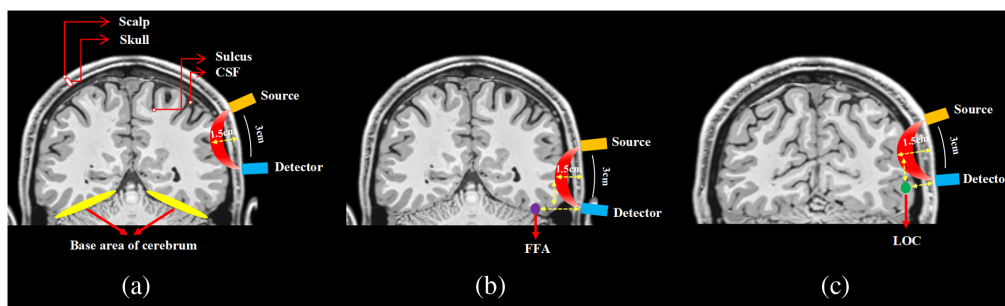 Scalp
Skull
Sulcus
CSF
Source
1.5cm
3cm
Detector
Base area of cerebrum
(a)
Source
1.5cm
3cm
Detector
FFA
(b)
Source
1.5cm
3cm
Detecto
LOC
(c)